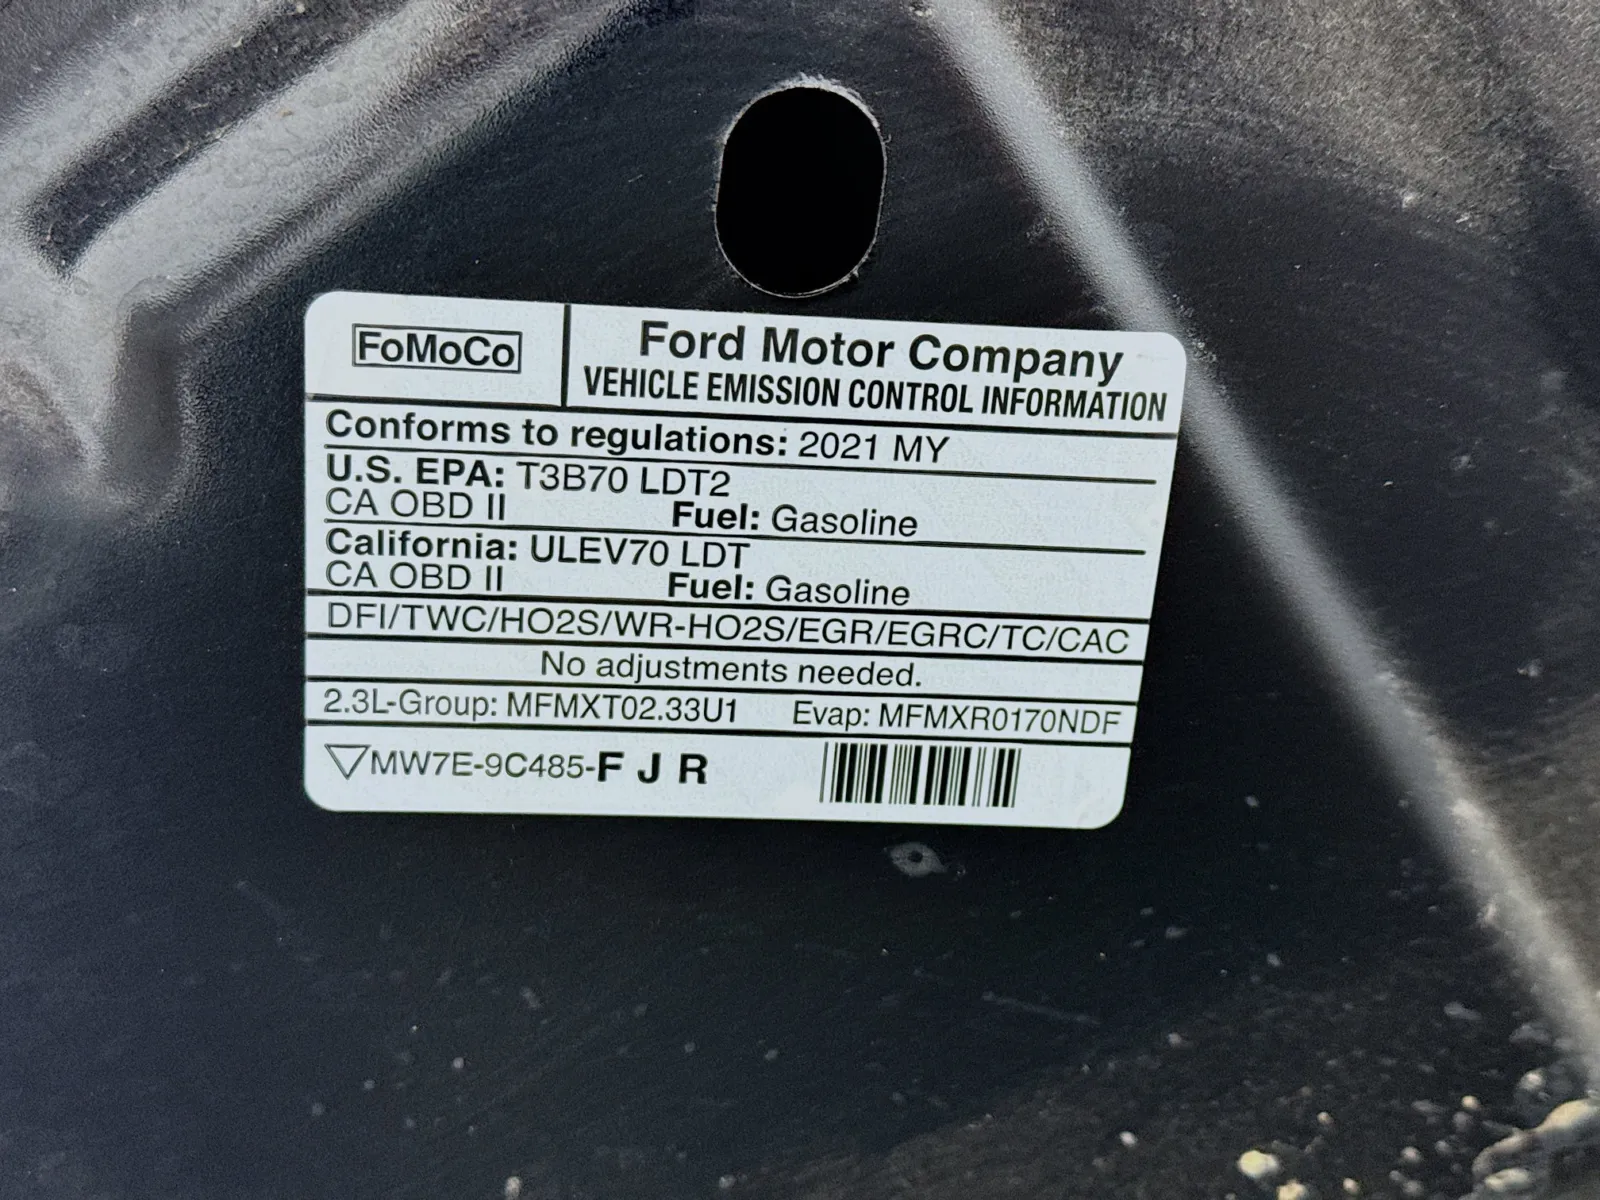 FoMoCo
Ford Motor Company
VEHICLE EMISSION CONTROL INFORMATION
Conforms to regulations: 2021 MY
U.S. EPA: T3B70 LDT2
CA OBD II Fuel: Gasoline
California: ULEV70 LDT
CA OBD II Fuel: Gasoline
DFI/TWC/HO2S/WR-HO2S/EGR/EGRC/TC/CAC
No adjustments needed.
2.3L-Group: MFMXT02.33U1 Evap: MFMXR0170NDF
MW7E-9C485-F J R